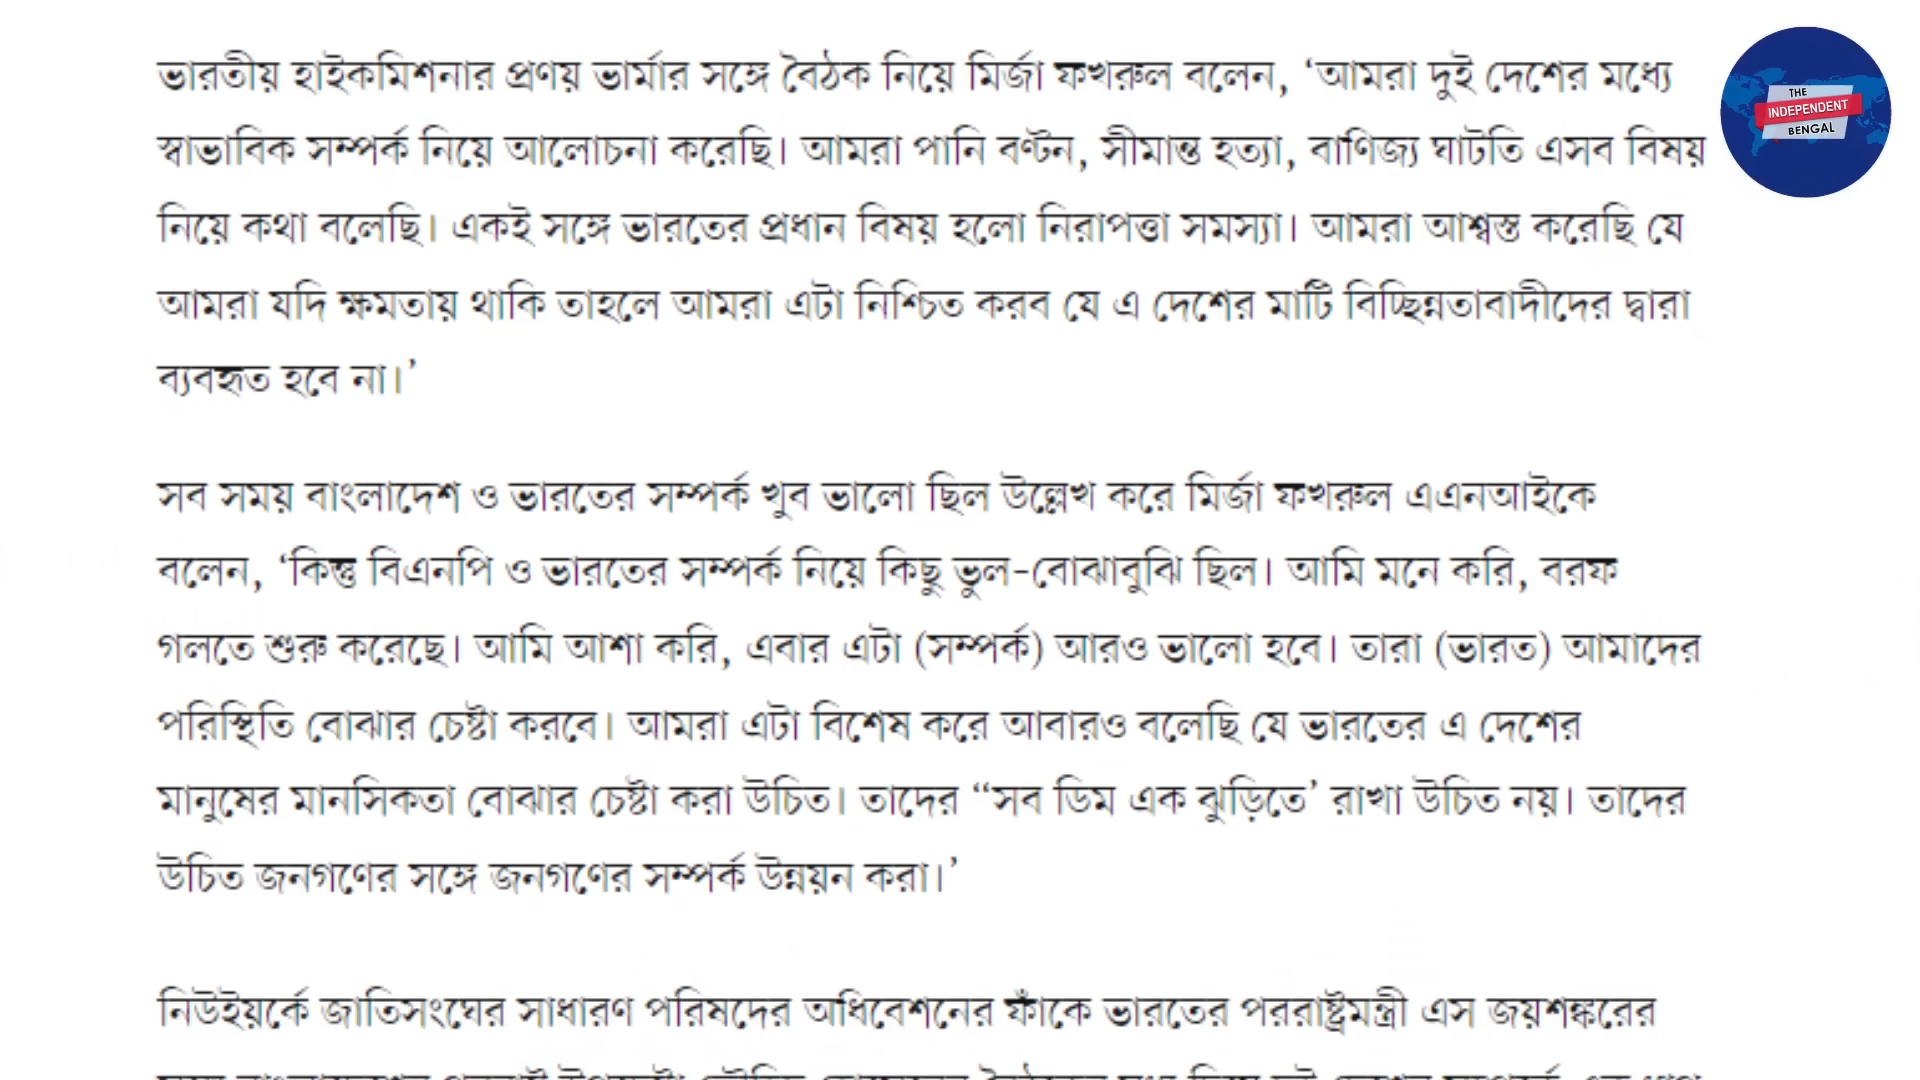 ভারতীয় হাইকমিশনার প্রণয় ভার্মার সঙ্গে বৈঠক নিয়ে মির্জা ফখরুল বলেন, ‘আমরা দুই দেশের মধ্যে
স্বাভাবিক সম্পর্ক নিয়ে আলোচনা করেছি। আমরা পানি বণ্টন, সীমান্ত হত্যা, বাণিজ্য ঘাটতি এসব বিষয়
নিয়ে কথা বলেছি। একই সঙ্গে ভারতের প্রধান বিষয় হলো নিরাপত্তা সমস্যা। আমরা আশ্বস্ত করেছি যে
আমরা যদি ক্ষমতায় থাকি তাহলে আমরা এটা নিশ্চিত করব যে এ দেশের মাটি বিচ্ছিন্নতাবাদীদের দ্বারা
ব্যবহৃত হবে না।’
সব সময় বাংলাদেশ ও ভারতের সম্পর্ক খুব ভালো ছিল উল্লেখ করে মির্জা ফখরুল এএনআইকে
বলেন, ‘কিন্তু বিএনপি ও ভারতের সম্পর্ক নিয়ে কিছু ভুল-বোঝাবুঝি ছিল। আমি মনে করি, বরফ
গলতে শুরু করেছে। আমি আশা করি, এবার এটা (সম্পর্ক) আরও ভালো হবে। তারা (ভারত) আমাদের
পরিস্থিতি বোঝার চেষ্টা করবে। আমরা এটা বিশেষ করে আবারও বলেছি যে ভারতের এ দেশের
মানুষের মানসিকতা বোঝার চেষ্টা করা উচিত। তাদের “সব ডিম এক ঝুড়িতে’ রাখা উচিত নয়। তাদের
উচিত জনগণের সঙ্গে জনগণের সম্পর্ক উন্নয়ন করা।’
নিউইয়র্কে জাতিসংঘের সাধারণ পরিষদের অধিবেশনের ফাঁকে ভারতের পররাষ্ট্রমন্ত্রী এস জয়শঙ্করের
THE
INDEPENDENT
BENGAL